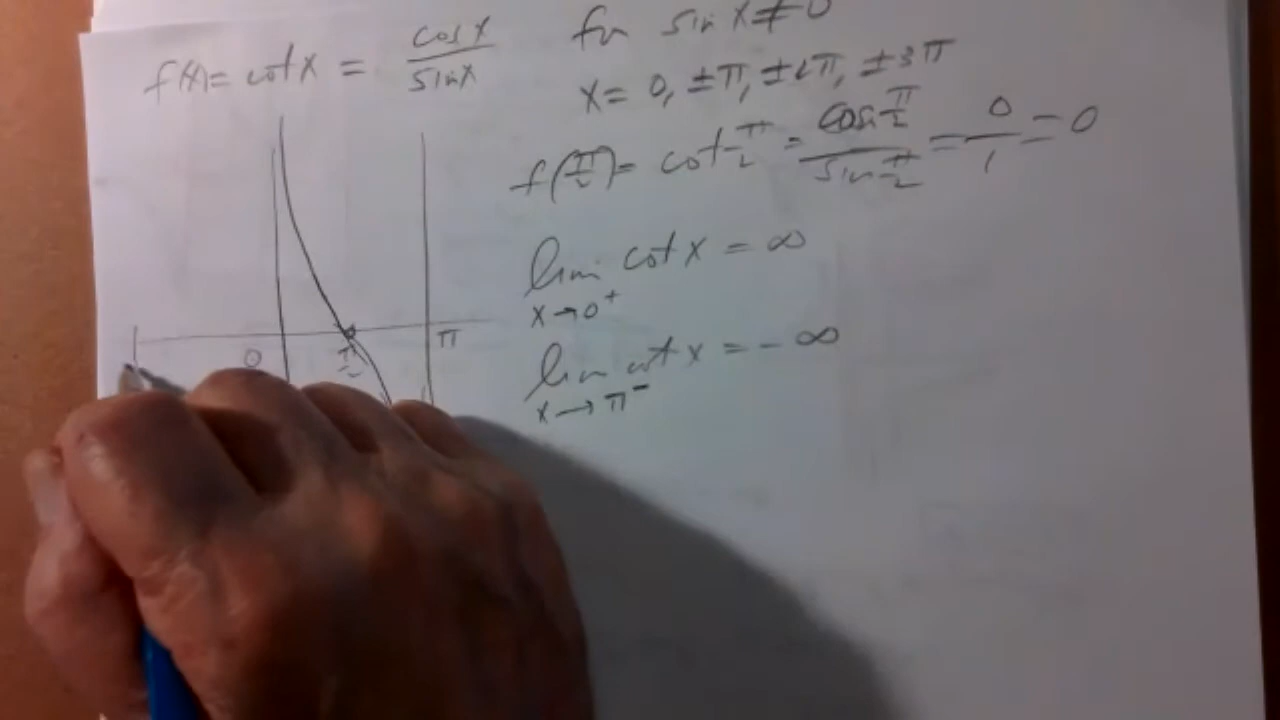 f(x) = cot x = cos x / sin x for sin x ≠ 0
x = 0, ±π, ±2π, ±3π
f(π/2) = cot π/2 = cos π/2 / sin π/2 = 0/1 = 0
lim x→0⁺ cot x = ∞
lim x→π⁻ cot x = -∞
0 π/2 π